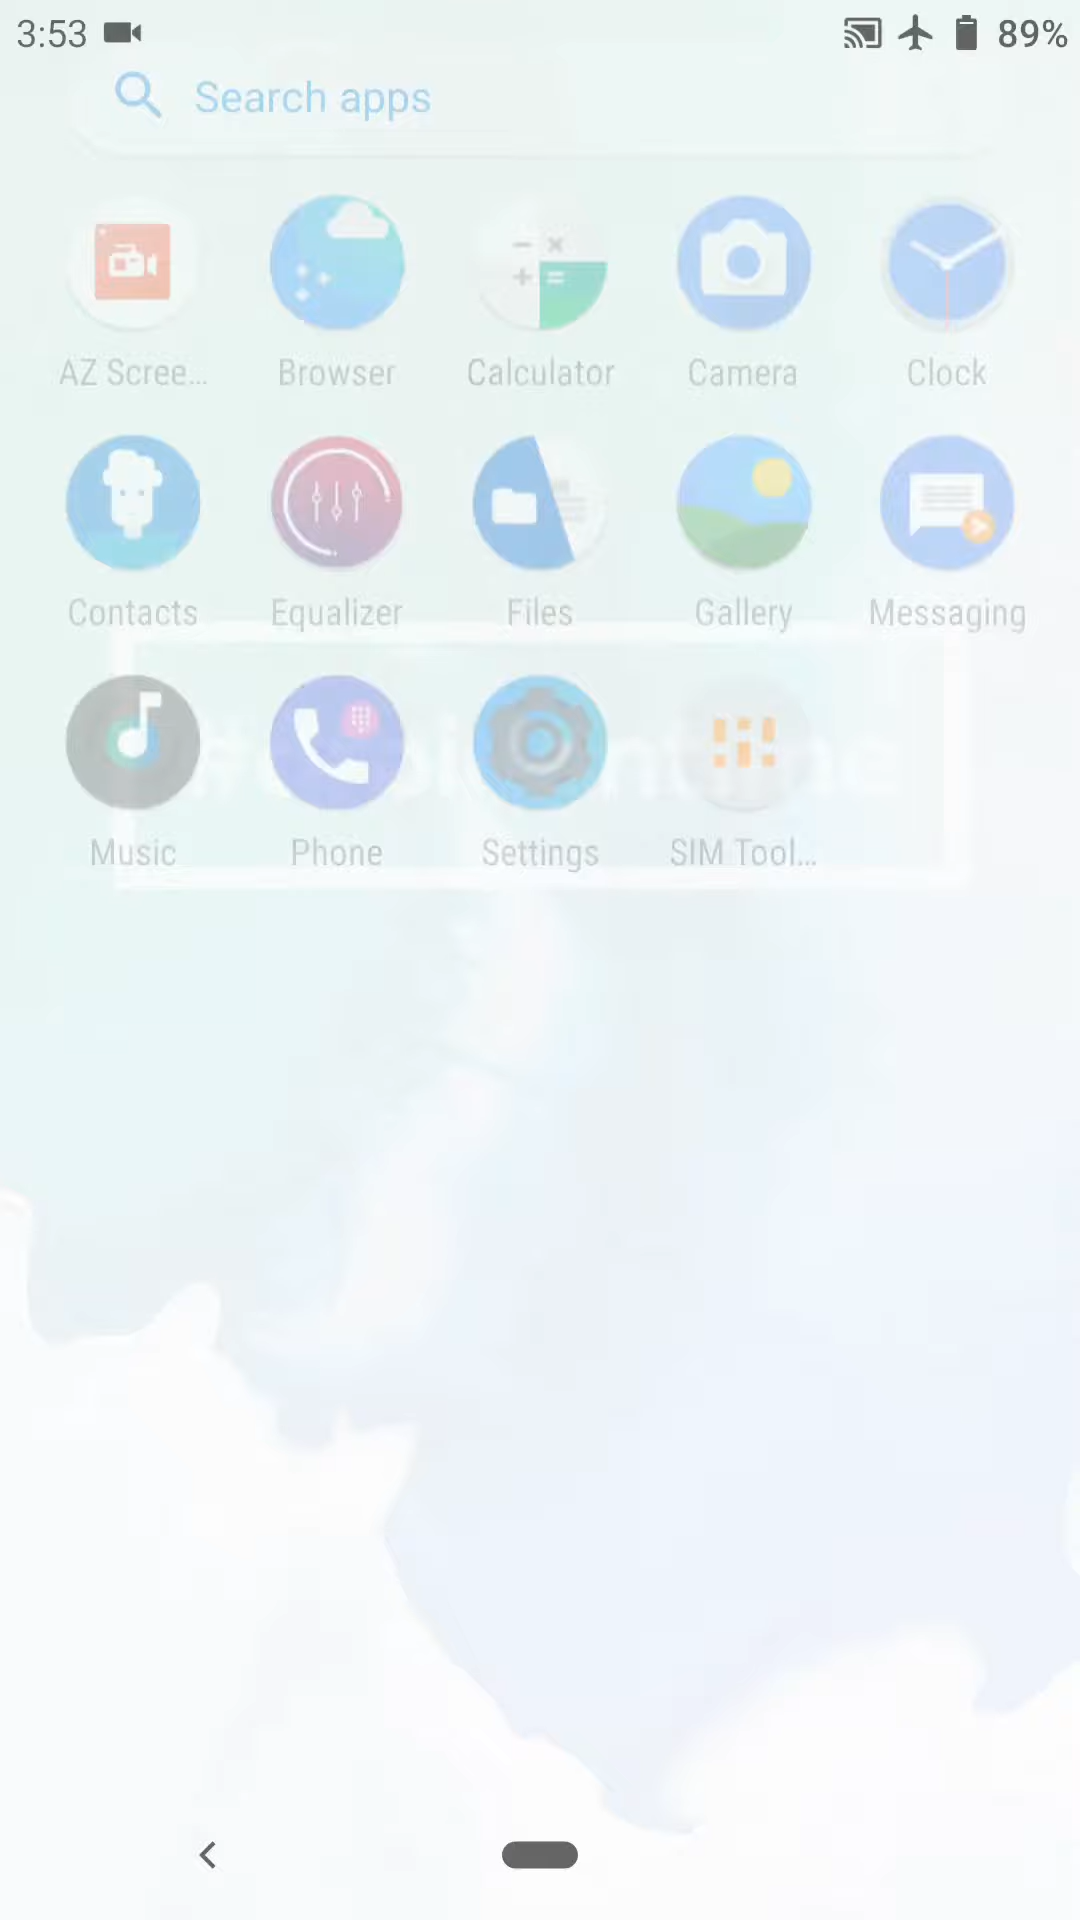 3:53 89%
Search apps
AZ Scree... Browser Calculator Camera Clock
Contacts Equalizer Files Gallery Messaging
Music Phone Settings SIM Tool...